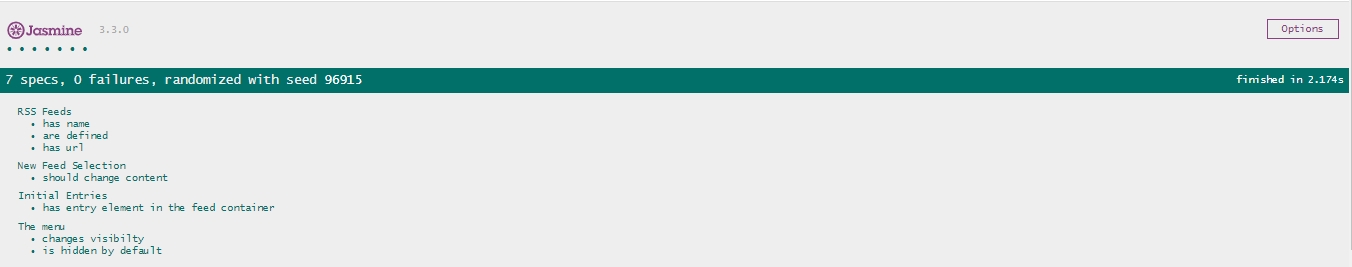 Jasmine 3.3.0 Options
• • • • • • •
7 specs, 0 failures, randomized with seed 96915 finished in 2.174s
RSS Feeds
• has name
• are defined
• has url
New Feed Selection
• should change content
Initial Entries
• has entry element in the feed container
The menu
• changes visibilty
• is hidden by default